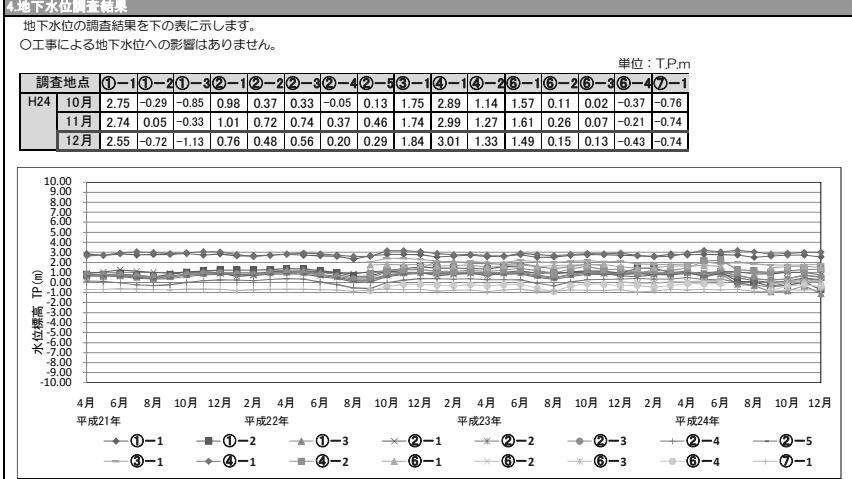 4.地下水位調査結果
地下水位の調査結果を下の表に示します。
〇工事による地下水位への影響はありません。
単位：T.P.m
調査地点 ①－1 ①－2 ①－3 ②－1 ②－2 ②－3 ②－4 ②－5 ③－1 ④－1 ④－2 ⑥－1 ⑥－2 ⑥－3 ⑥－4 ⑦－1
H24 10月 2.75 -0.29 -0.85 0.98 0.37 0.33 -0.05 0.13 1.75 2.89 1.14 1.57 0.11 0.02 -0.37 -0.76
11月 2.74 0.05 -0.33 1.01 0.72 0.74 0.37 0.46 1.74 2.99 1.27 1.61 0.26 0.07 -0.21 -0.74
12月 2.55 -0.72 -1.13 0.76 0.48 0.56 0.20 0.29 1.84 3.01 1.33 1.49 0.15 0.13 -0.43 -0.74
水位標高 TP(m)
10.00
9.00
8.00
7.00
6.00
5.00
4.00
3.00
2.00
1.00
0.00
-1.00
-2.00
-3.00
-4.00
-5.00
-6.00
-7.00
-8.00
-9.00
-10.00
4月 6月 8月 10月 12月 2月 4月 6月 8月 10月 12月 2月 4月 6月 8月 10月 12月 2月 4月 6月 8月 10月 12月
平成21年 平成22年 平成23年 平成24年
①－1 ①－2 ①－3 ②－1 ②－2 ②－3 ②－4 ②－5
③－1 ④－1 ④－2 ⑥－1 ⑥－2 ⑥－3 ⑥－4 ⑦－1